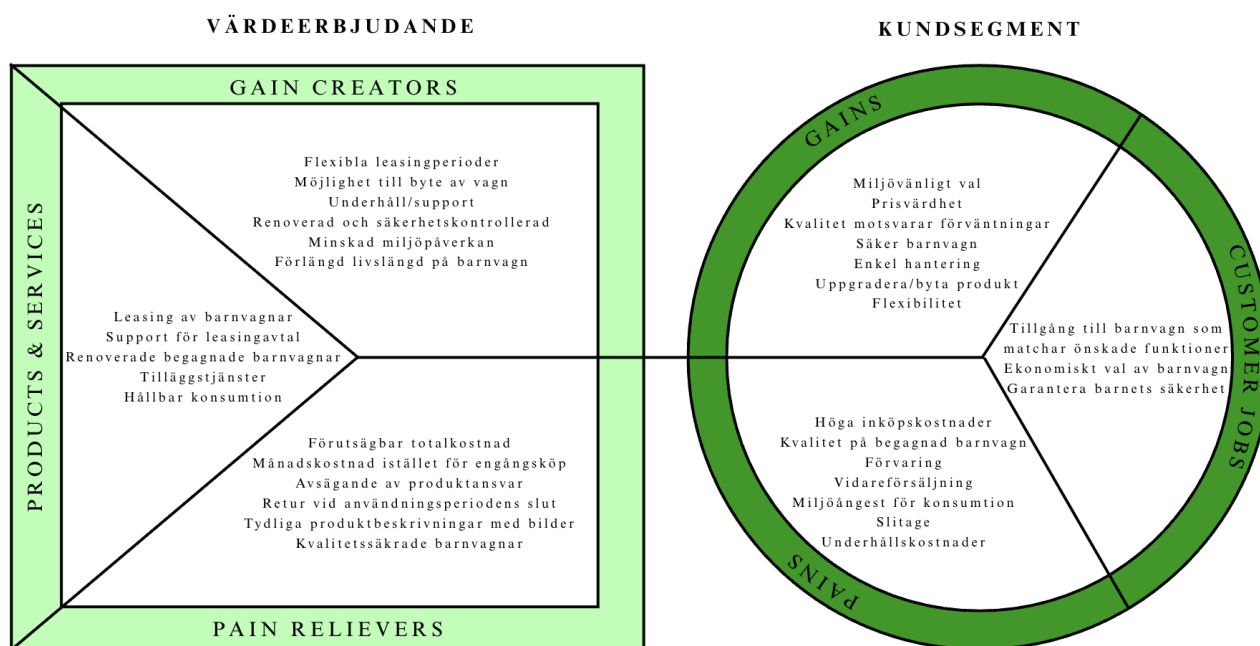 VÄRDEERBJUDANDE
GAIN CREATORS
Flexibla leasingperioder
Möjlighet till byte av vagn
Underhåll/support
Renoverad och säkerhetskontrollerad
Minskad miljöpåverkan
Förlängd livslängd på barnvagn
PRODUCTS & SERVICES
Leasing av barnvagnar
Support för leasingavtal
Renoverade begagnade barnvagnar
Tilläggstjänster
Hållbar konsumtion
Förutsägbar totalkostnad
Månadskostnad istället för engångsköp
Avsägande av produktansvar
Retur vid användningsperiodens slut
Tydliga produktbeskrivningar med bilder
Kvalitetssäkrade barnvagnar
PAIN RELIEVERS
KUNDSEGMENT
GAINS
Miljövänligt val
Prisvärdhet
Kvalitet motsvarar förväntningar
Säker barnvagn
Enkel hantering
Uppgradera/byta produkt
Flexibilitet
CUSTOMER JOBS
Tillgång till barnvagn som
matchar önskade funktioner
Ekonomiskt val av barnvagn
Garantera barnets säkerhet
Höga inköpskostnader
Kvalitet på begagnad barnvagn
Förvaring
Vidareförsäljning
Miljöångest för konsumtion
Slitage
Underhållskostnader
PAINS